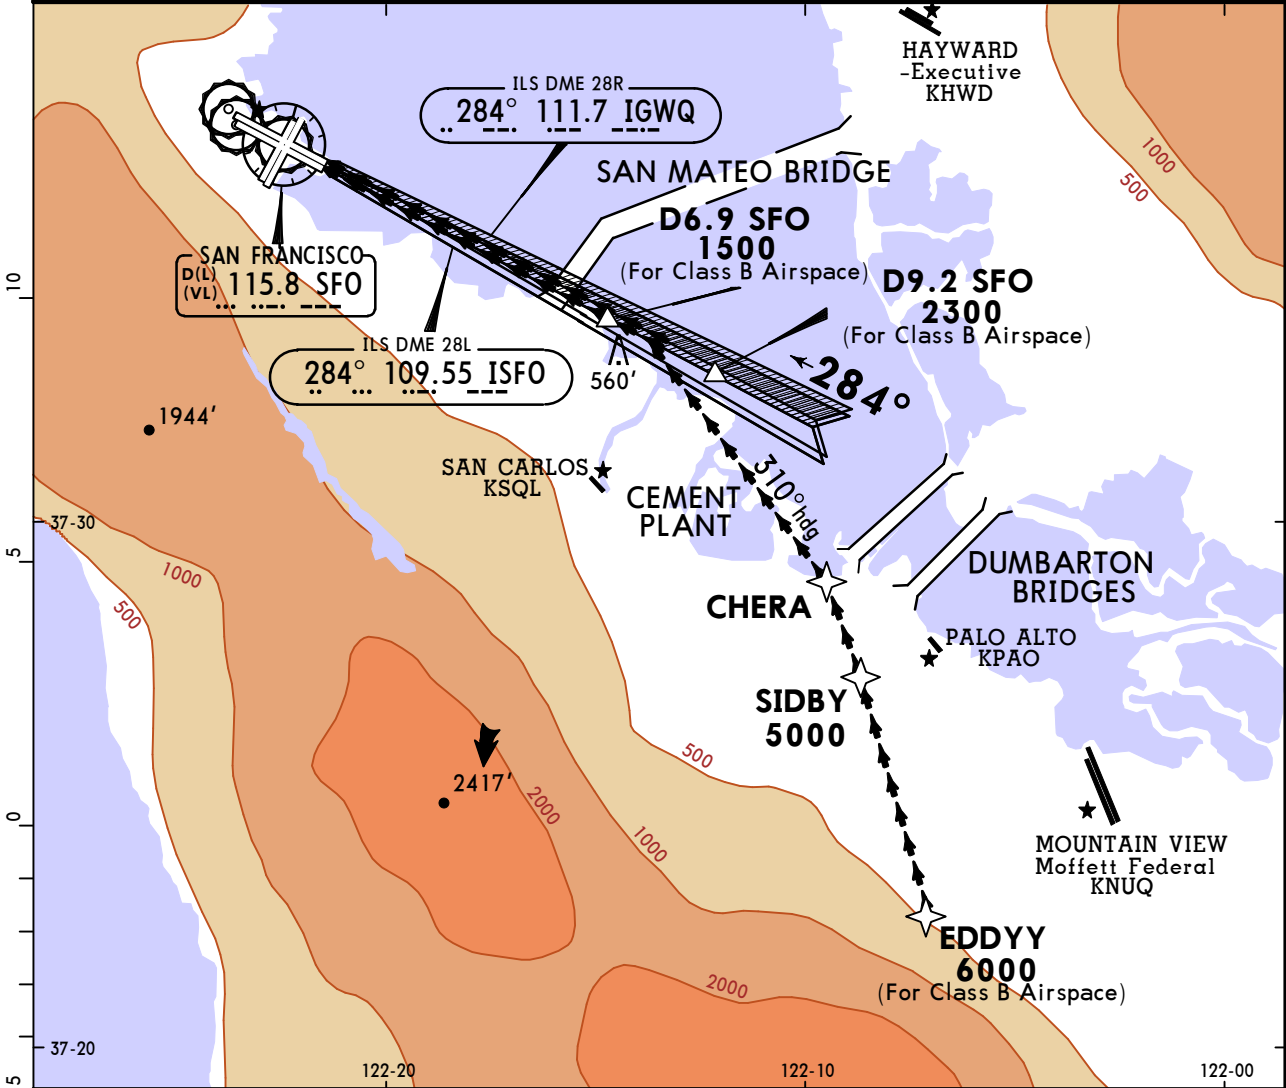 HAYWARD
-Executive
KHWD
ILS DME 28R
284° 111.7 IGWQ
1000
500
SAN MATEO BRIDGE
D6.9 SFO
1500
(For Class B Airspace)
SAN FRANCISCO
D(L)
(VL) 115.8 SFO
D9.2 SFO
2300
(For Class B Airspace)
10
ILS DME 28L
284° 109.55 ISFO
560'
284°
1944'
SAN CARLOS
KSQL
310°hdg
CEMENT
PLANT
37-30
5
DUMBARTON
BRIDGES
1000
500
CHERA
PALO ALTO
KPAO
SIDBY
5000
500
2417'
2000
1000
0
MOUNTAIN VIEW
Moffett Federal
KNUQ
EDDYY
6000
(For Class B Airspace)
2000
37-20
122-20
122-10
122-00
5